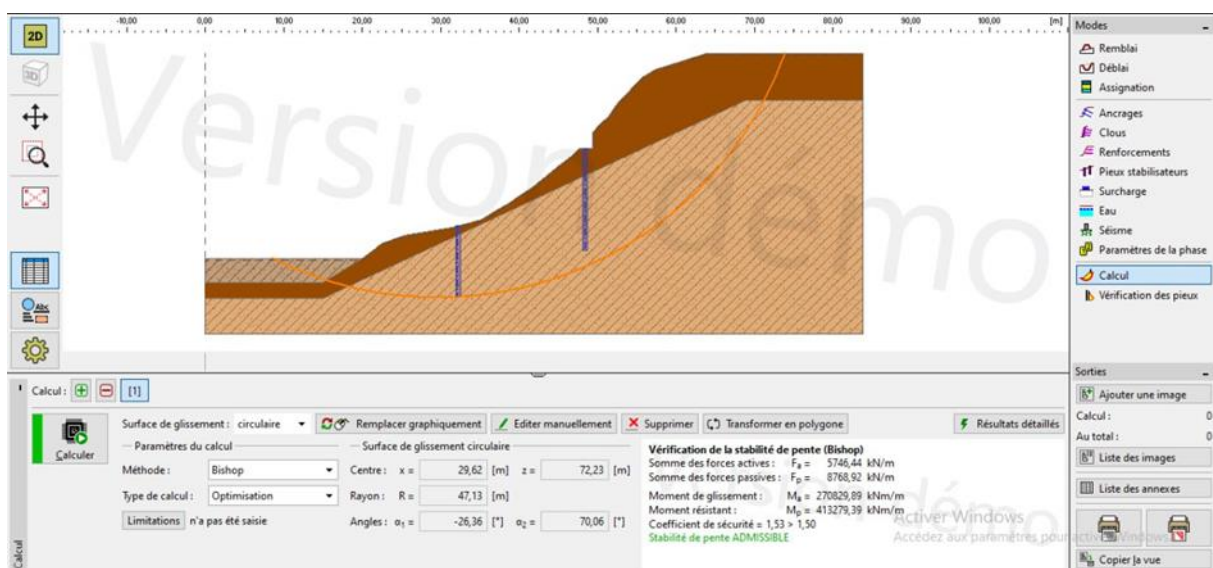 -10,00 0,00 10,00 20,00 30,00 40,00 50,00 60,00 70,00 80,00 90,00 100,00 [m]
2D
3D
Version démo
Modes
Remblai
Déblai
Assignation
Ancrages
Clous
Renforcements
Pieux stabilisateurs
Surcharge
Eau
Séisme
Paramètres de la phase
Calcul
Vérification des pieux
Sorties
Ajouter une image
Calcul : 0
Au total : 0
Liste des images
Liste des annexes
Copier la vue
Abc
Calcul : [1]
Calculer
Surface de glissement : circulaire Remplacer graphiquement Editer manuellement Supprimer Transformer en polygone Résultats détaillés
Paramètres du calcul
Méthode : Bishop
Type de calcul : Optimisation
Limitations n'a pas été saisie
Surface de glissement circulaire
Centre : x = 29,62 [m] z = 72,23 [m]
Rayon : R = 47,13 [m]
Angles : α1 = -26,36 [°] α2 = 70,06 [°]
Vérification de la stabilité de pente (Bishop)
Somme des forces actives : Fa = 5746,44 kN/m
Somme des forces passives : Fp = 8768,92 kN/m
Moment de glissement : Ma = 270829,89 kNm/m
Moment résistant : Mp = 413279,39 kNm/m
Coefficient de sécurité = 1,53 > 1,50
Stabilité de pente ADMISSIBLE
Activer Windows
Accédez aux paramètres pour activer Windows.
Calcul